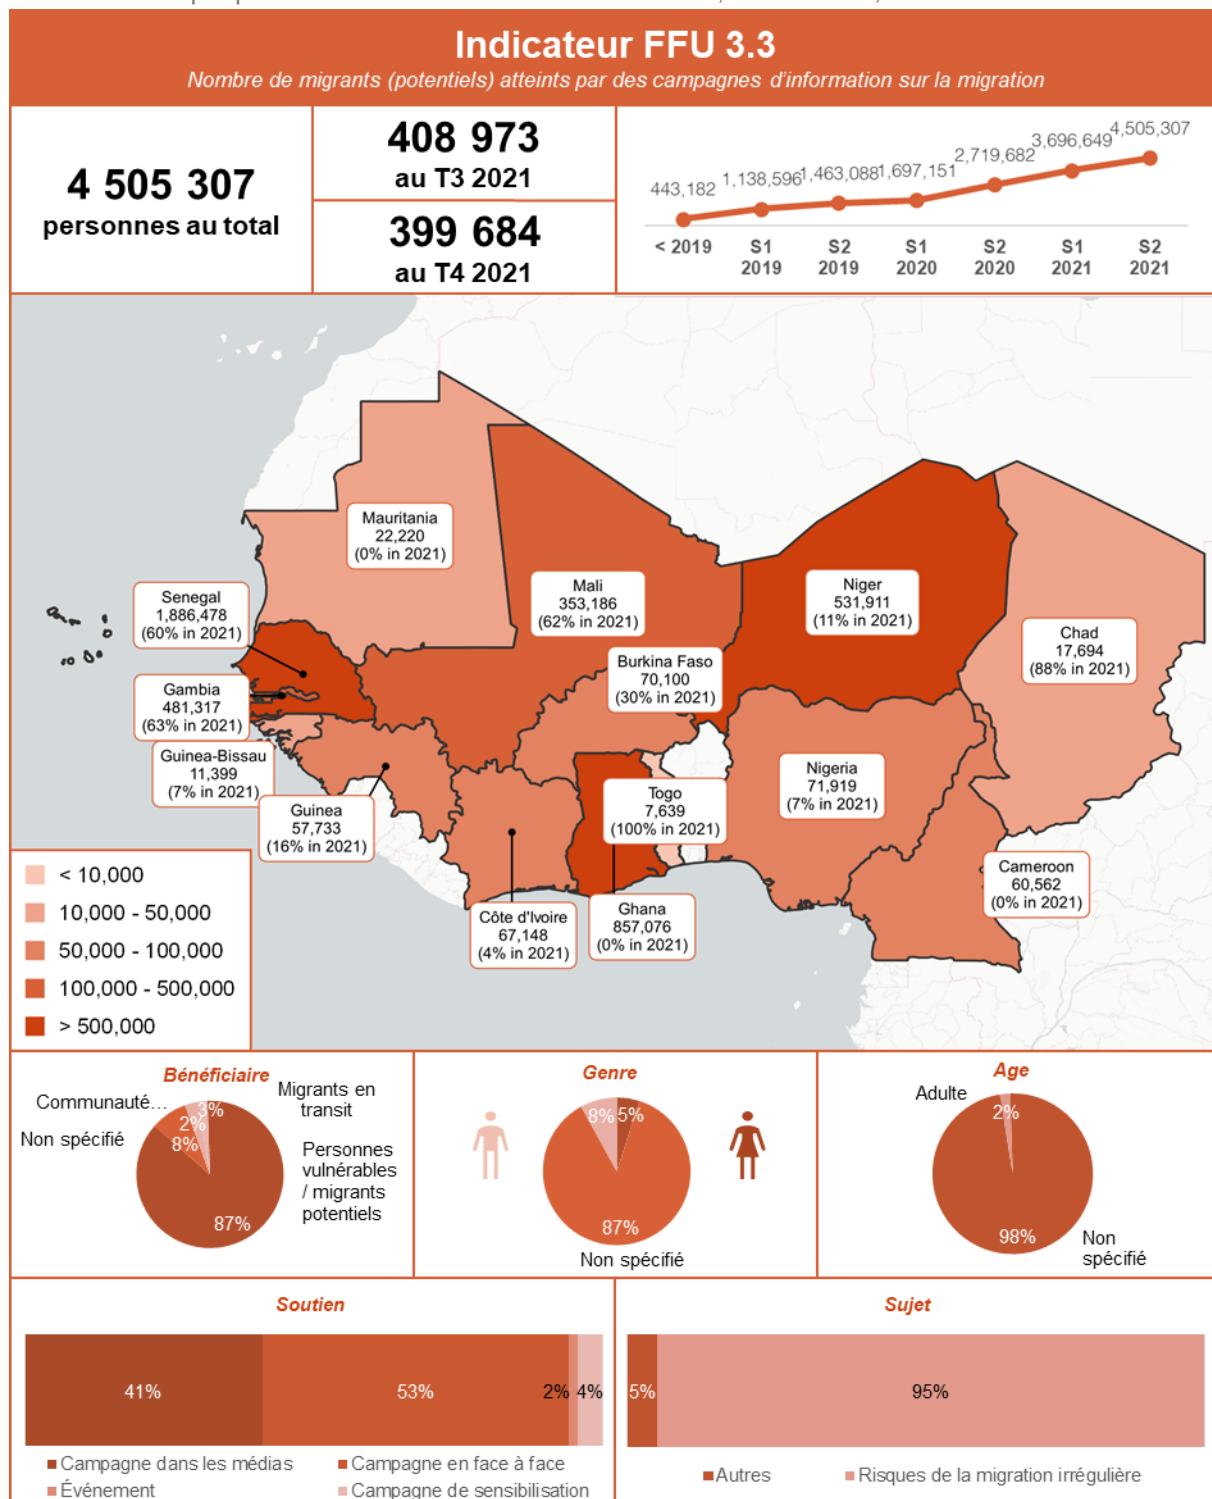 Indicateur FFU 3.3
Nombre de migrants (potentiels) atteints par des campagnes d'information sur la migration
4 505 307
personnes au total
408 973
au T3 2021
399 684
au T4 2021
443,182
1,138,596
1,463,088
1,697,151
2,719,682
3,696,649
4,505,307
< 2019
S1
2019
S2
2019
S1
2020
S2
2020
S1
2021
S2
2021
Mauritania
22,220
(0% in 2021)
Mali
353,186
(62% in 2021)
Niger
531,911
(11% in 2021)
Chad
17,694
(88% in 2021)
Senegal
1,886,478
(60% in 2021)
Gambia
481,317
(63% in 2021)
Burkina Faso
70,100
(30% in 2021)
Guinea-Bissau
11,399
(7% in 2021)
Guinea
57,733
(16% in 2021)
Togo
7,639
(100% in 2021)
Nigeria
71,919
(7% in 2021)
Cameroon
60,562
(0% in 2021)
Côte d'Ivoire
67,148
(4% in 2021)
Ghana
857,076
(0% in 2021)
< 10,000
10,000 - 50,000
50,000 - 100,000
100,000 - 500,000
> 500,000
Bénéficiaire
Communauté...
Non spécifié
Migrants en
transit
Personnes
vulnérables
/ migrants
potentiels
3%
2%
8%
87%
Genre
8%
5%
87%
Non spécifié
Age
Adulte
2%
98%
Non
spécifié
Soutien
41%
53%
2%
4%
Campagne dans les médias
Campagne en face à face
Événement
Campagne de sensibilisation
Sujet
5%
95%
Autres
Risques de la migration irrégulière